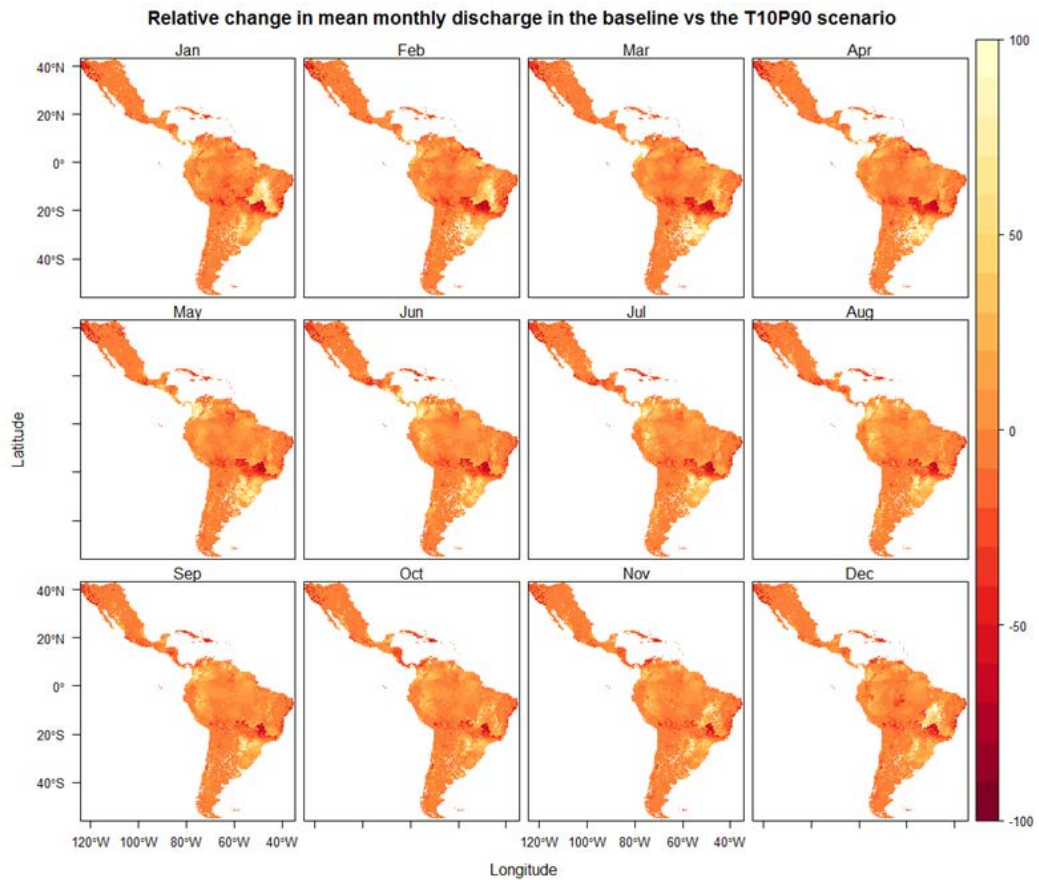 Relative change in mean monthly discharge in the baseline vs the T10P90 scenario
Jan
Feb
Mar
Apr
40°N
20°N
0°
20°S
40°S
May
Jun
Jul
Aug
Sep
Oct
Nov
Dec
40°N
20°N
0°
20°S
40°S
120°W 100°W 80°W 60°W 40°W
120°W 100°W 80°W 60°W 40°W
Latitude
Longitude
100
50
0
-50
-100